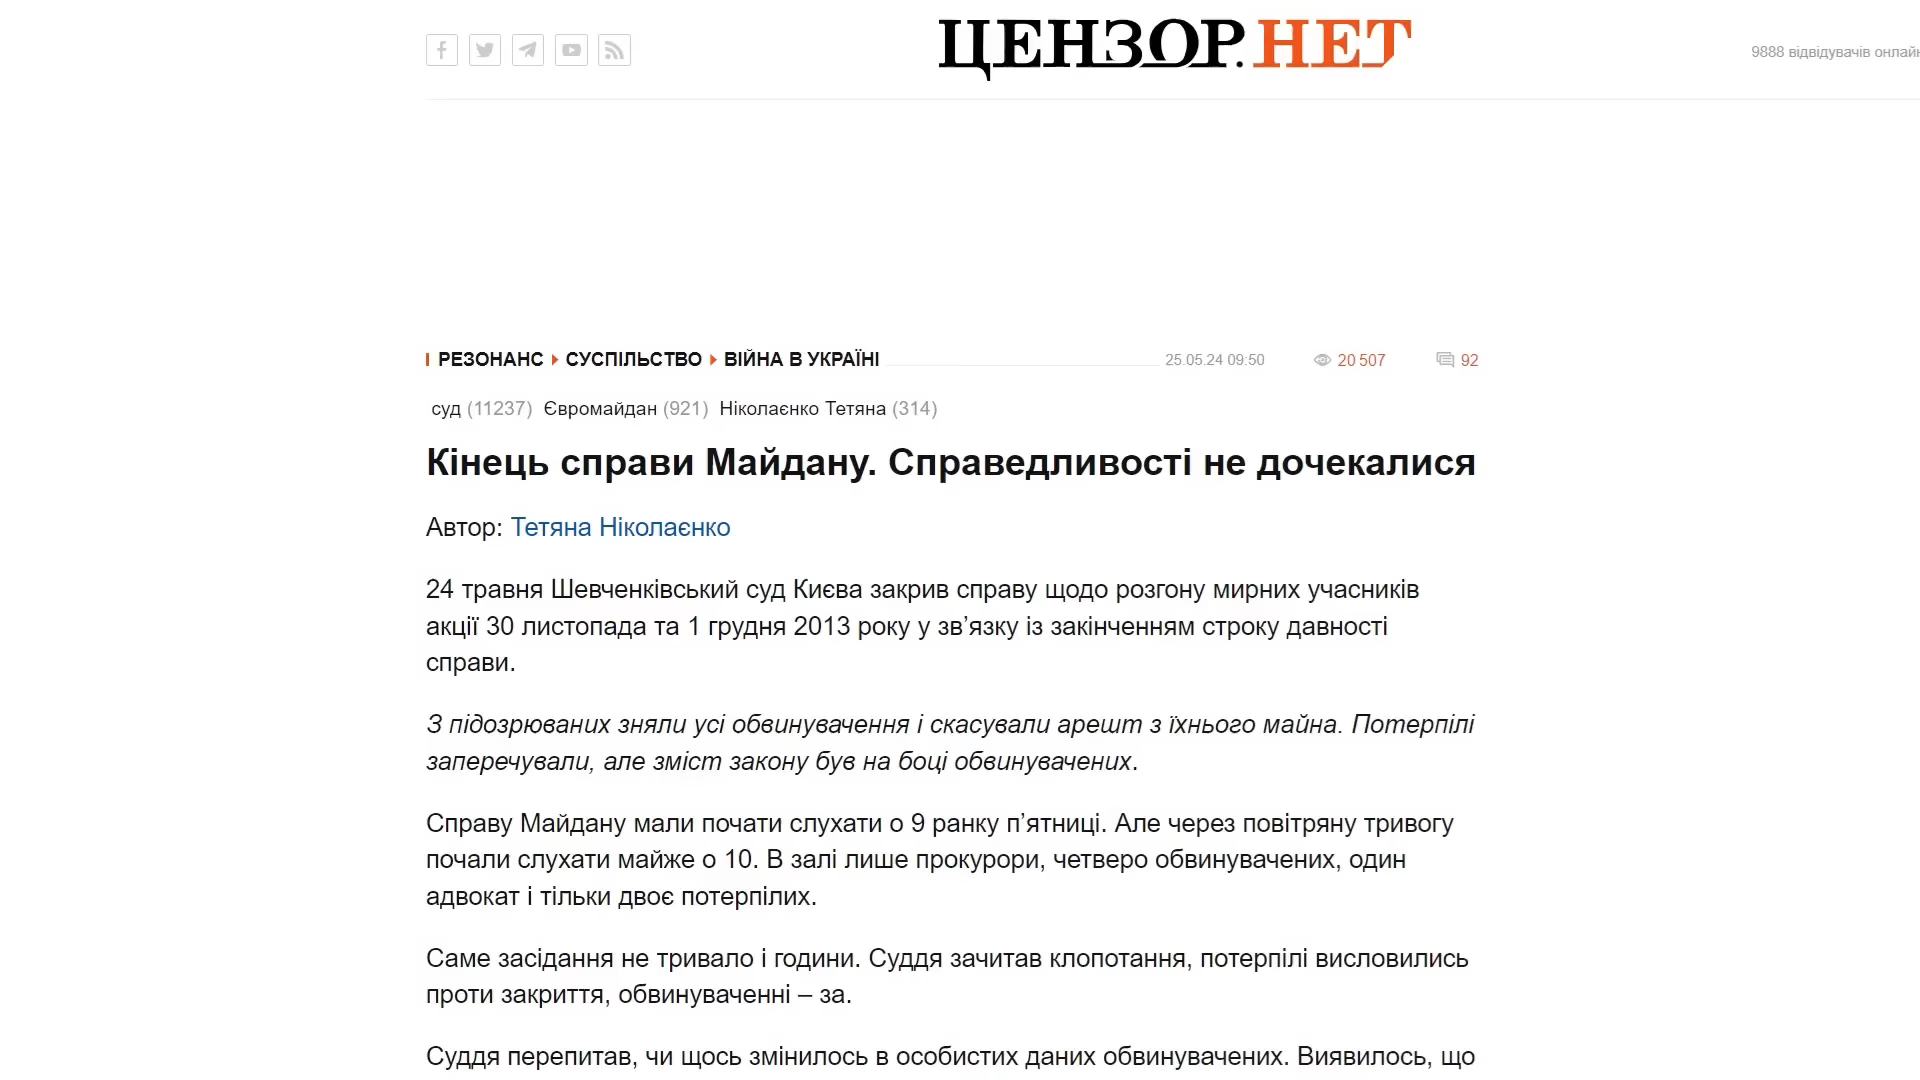 ЦЕНЗОР.НЕТ
9888 відвідувачів онлайн
РЕЗОНАНС СУСПІЛЬСТВО ВІЙНА В УКРАЇНІ 25.05.24 09:50 20 507 92
суд (11237) Євромайдан (921) Ніколаєнко Тетяна (314)
Кінець справи Майдану. Справедливості не дочекалися
Автор: Тетяна Ніколаєнко
24 травня Шевченківський суд Києва закрив справу щодо розгону мирних учасників
акції 30 листопада та 1 грудня 2013 року у зв’язку із закінченням строку давності
справи.
З підозрюваних зняли усі обвинувачення і скасували арешт з їхнього майна. Потерпілі
заперечували, але зміст закону був на боці обвинувачених.
Справу Майдану мали почати слухати о 9 ранку п’ятниці. Але через повітряну тривогу
почали слухати майже о 10. В залі лише прокурори, четверо обвинувачених, один
адвокат і тільки двоє потерпілих.
Саме засідання не тривало і години. Суддя зачитав клопотання, потерпілі висловились
проти закриття, обвинуваченні – за.
Суддя перепитав, чи щось змінилось в особистих даних обвинувачених. Виявилось, що